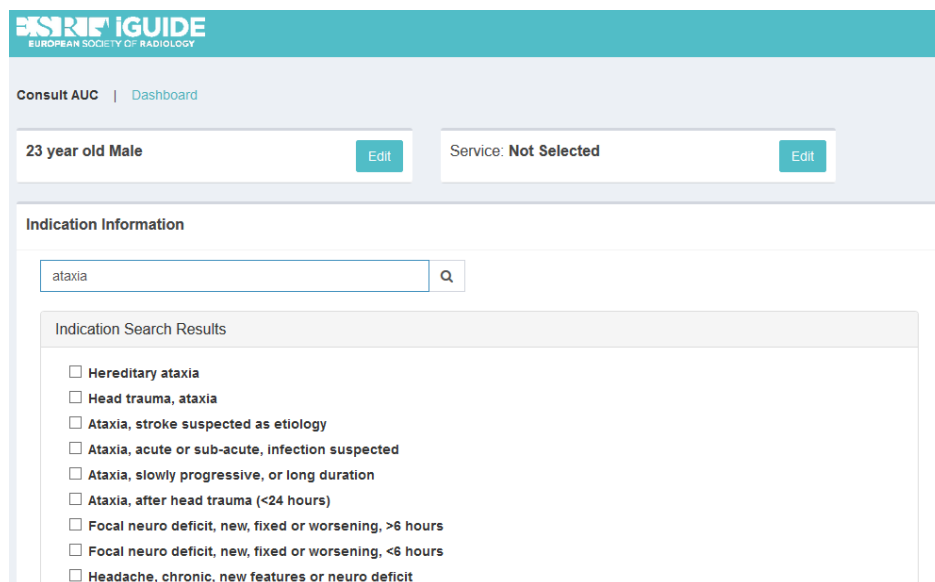 ESR iGUIDE
EUROPEAN SOCIETY OF RADIOLOGY
Consult AUC | Dashboard
23 year old Male
Edit
Service: Not Selected
Edit
Indication Information
ataxia
Indication Search Results
Hereditary ataxia
Head trauma, ataxia
Ataxia, stroke suspected as etiology
Ataxia, acute or sub-acute, infection suspected
Ataxia, slowly progressive, or long duration
Ataxia, after head trauma (<24 hours)
Focal neuro deficit, new, fixed or worsening, >6 hours
Focal neuro deficit, new, fixed or worsening, <6 hours
Headache, chronic, new features or neuro deficit